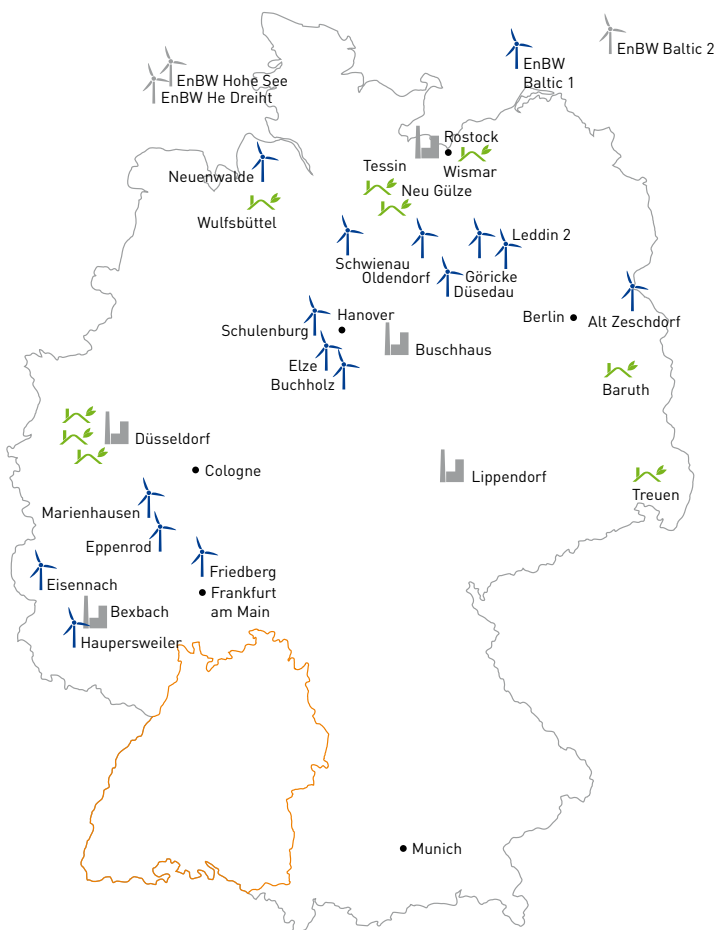 EnBW Baltic 2
EnBW
Baltic 1
EnBW Hohe See
EnBW He Dreiht
Rostock
Tessin
Wismar
Neuenwalde
Neu Gülze
Wulfsbüttel
Leddin 2
Schwienau
Oldendorf
Göricke
Düsedau
Hanover
Berlin
Alt Zeschdorf
Schulenburg
Buschhaus
Elze
Buchholz
Baruth
Düsseldorf
Cologne
Lippendorf
Treuen
Marienhausen
Eppenrod
Friedberg
Eisennach
Frankfurt
am Main
Bexbach
Haupersweiler
Munich